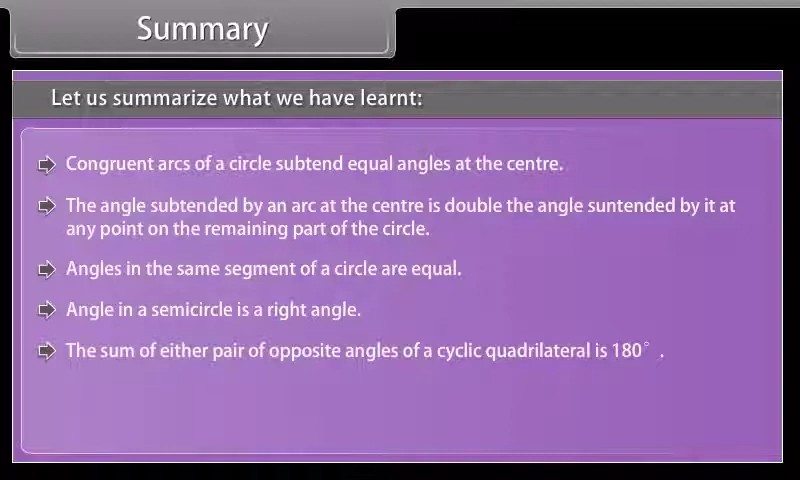 Summary
Let us summarize what we have learnt:
Congruent arcs of a circle subtend equal angles at the centre.
The angle subtended by an arc at the centre is double the angle suntended by it at
any point on the remaining part of the circle.
Angles in the same segment of a circle are equal.
Angle in a semicircle is a right angle.
The sum of either pair of opposite angles of a cyclic quadrilateral is 180° .